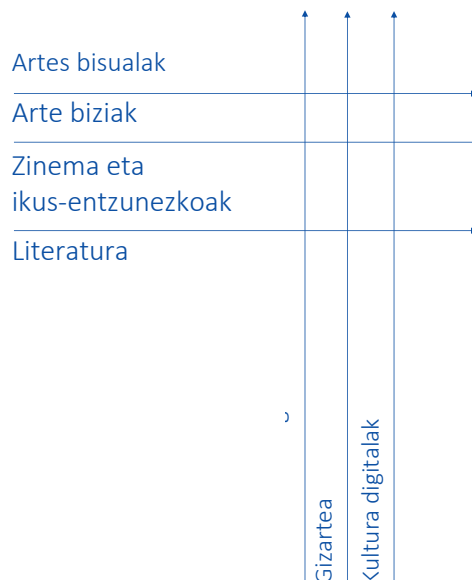 Artes bisualak
Arte biziak
Zinema eta
ikus-entzunezkoak
Literatura
Gizartea
Kultura digitalak